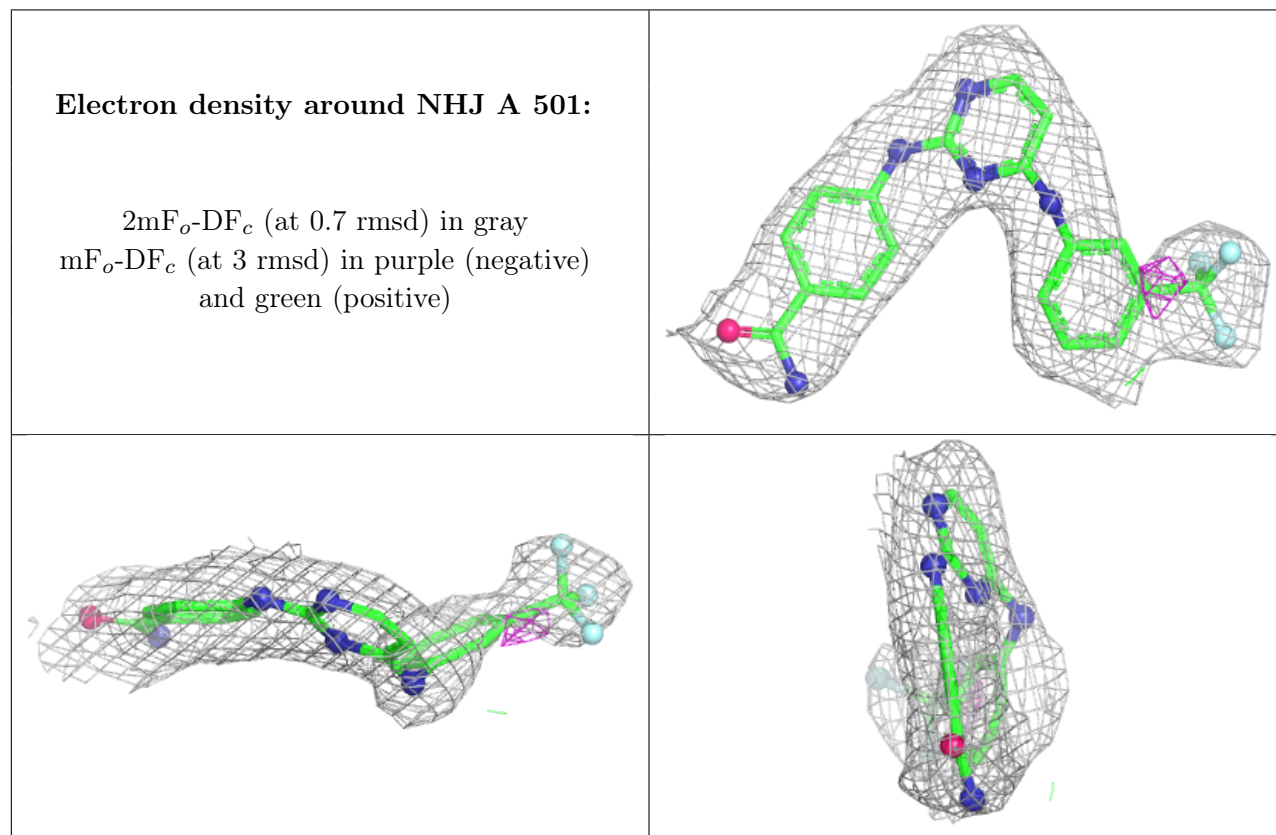 Electron density around NHJ A 501:
2mFo-DFc (at 0.7 rmsd) in gray
mFo-DFc (at 3 rmsd) in purple (negative)
and green (positive)